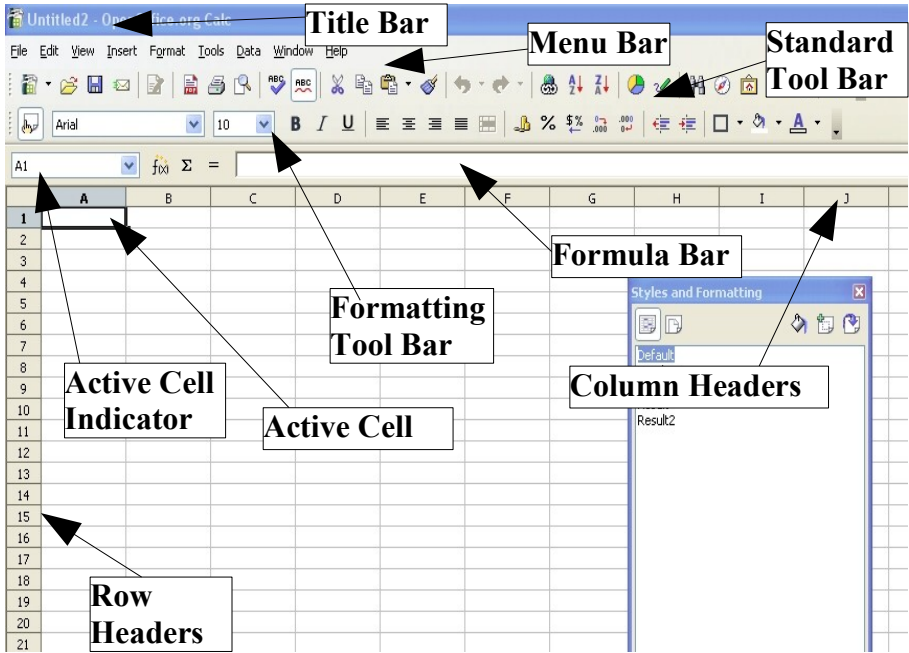 Untitled2 - OpenOffice.org Calc
Title Bar
File Edit View Insert Format Tools Data Window Help
Menu Bar
Standard
Tool Bar
ABC ABC
Arial 10 B I U
A1 f(x) Σ =
A B C D E F G H I J
1
2
3
Formula Bar
4
Styles and Formatting
5
Formatting
Tool Bar
6
7
Default
8
Active Cell
Indicator
9
Column Headers
10
Active Cell
11
Result2
12
13
14
15
16
17
18
Row
Headers
19
20
21